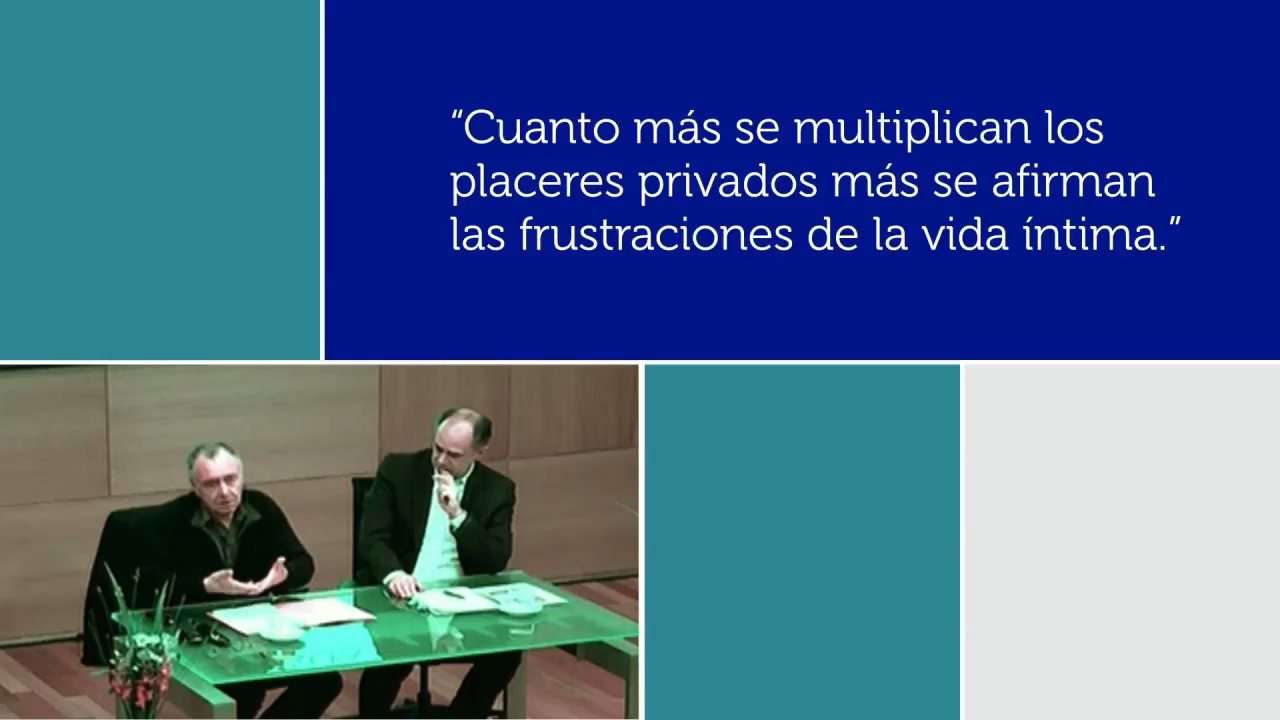 “Cuanto más se multiplican los
placeres privados más se afirman
las frustraciones de la vida íntima.”